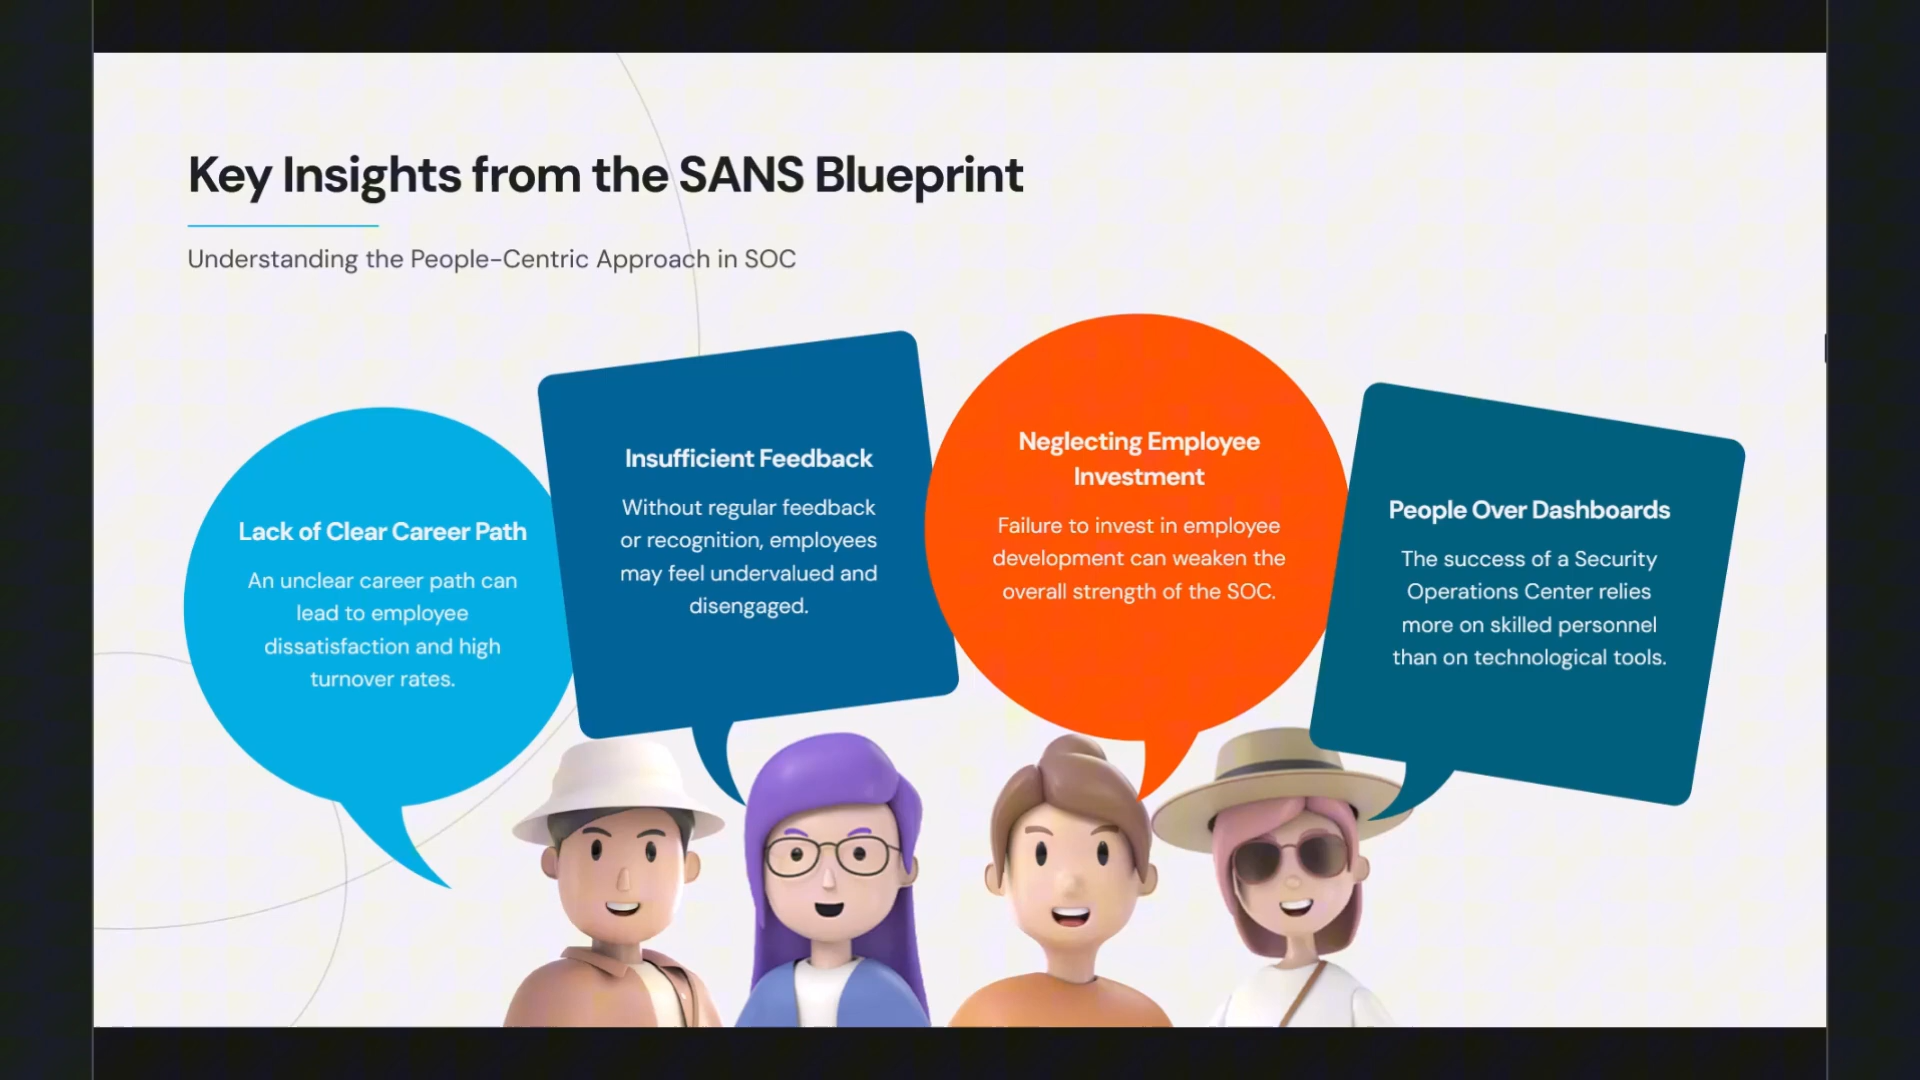 Key Insights from the SANS Blueprint
Understanding the People-Centric Approach in SOC
Lack of Clear Career Path
An unclear career path can
lead to employee
dissatisfaction and high
turnover rates.
Insufficient Feedback
Without regular feedback
or recognition, employees
may feel undervalued and
disengaged.
Neglecting Employee
Investment
Failure to invest in employee
development can weaken the
overall strength of the SOC.
People Over Dashboards
The success of a Security
Operations Center relies
more on skilled personnel
than on technological tools.